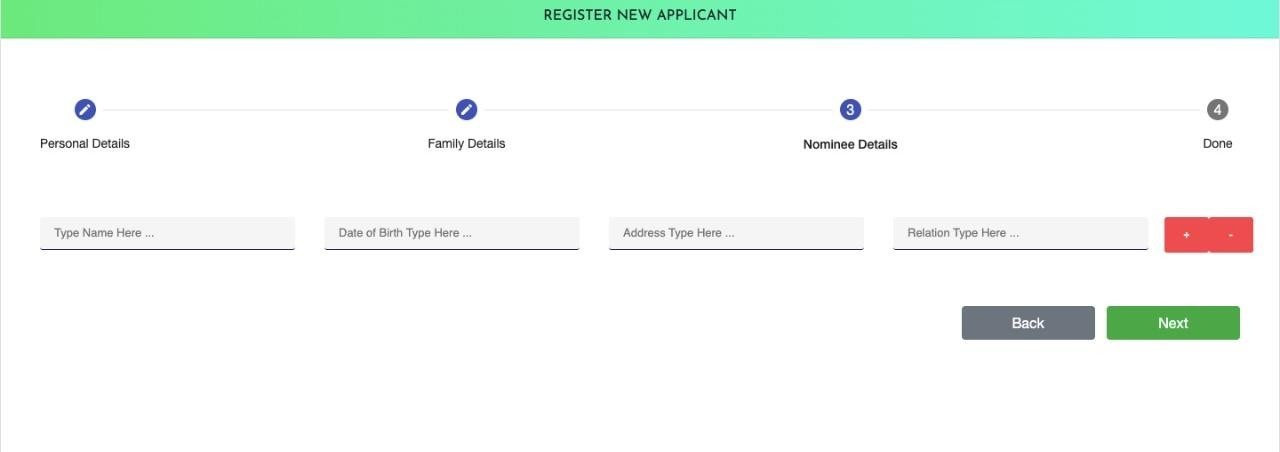 REGISTER NEW APPLICANT
3
4
Personal Details
Family Details
Nominee Details
Done
Type Name Here ...
Date of Birth Type Here ...
Address Type Here ...
Relation Type Here ...
+
-
Back
Next